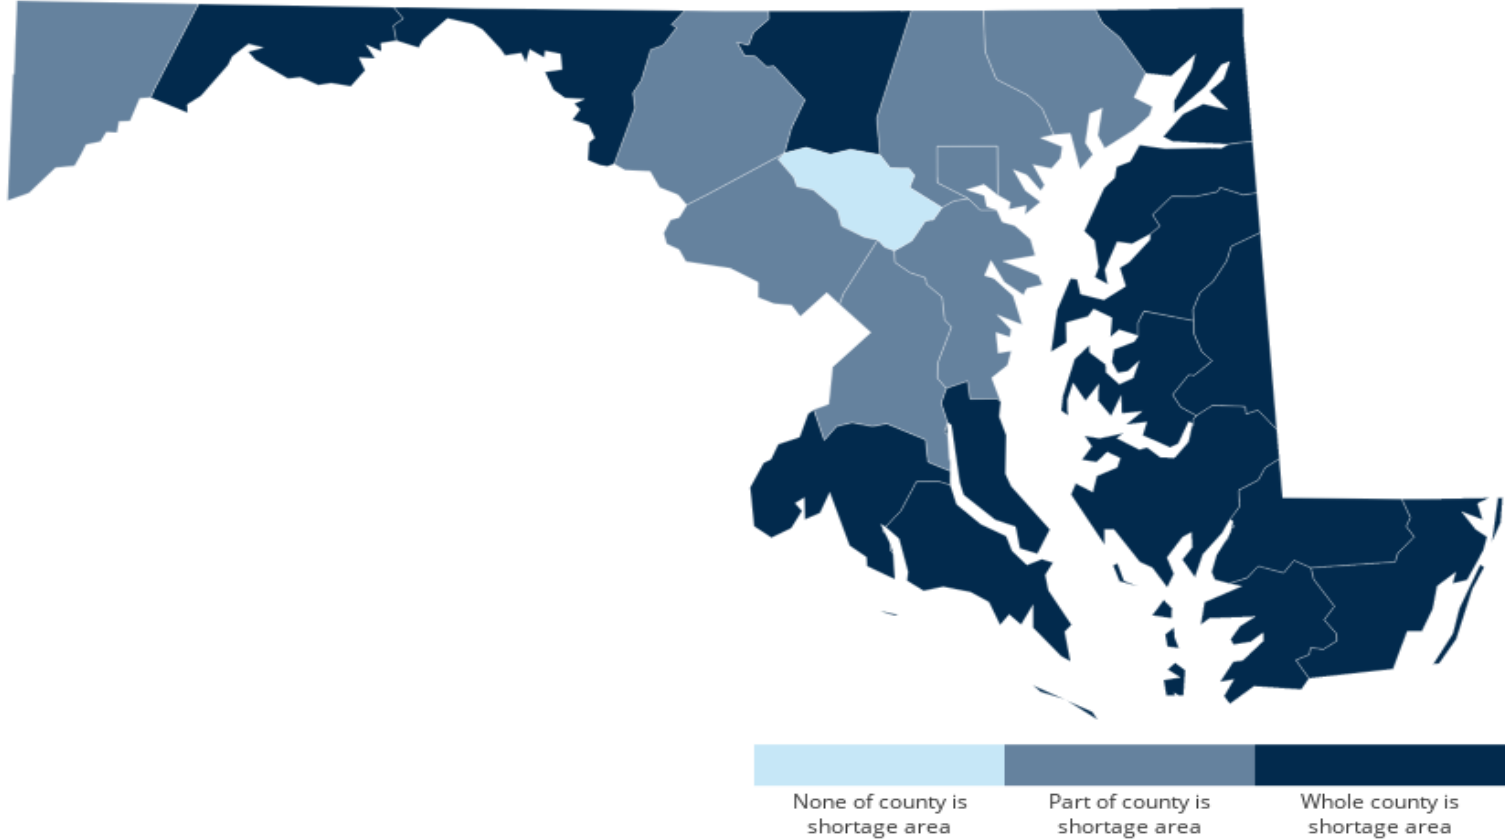 None of county is
shortage area
Part of county is
shortage area
Whole county is
shortage area